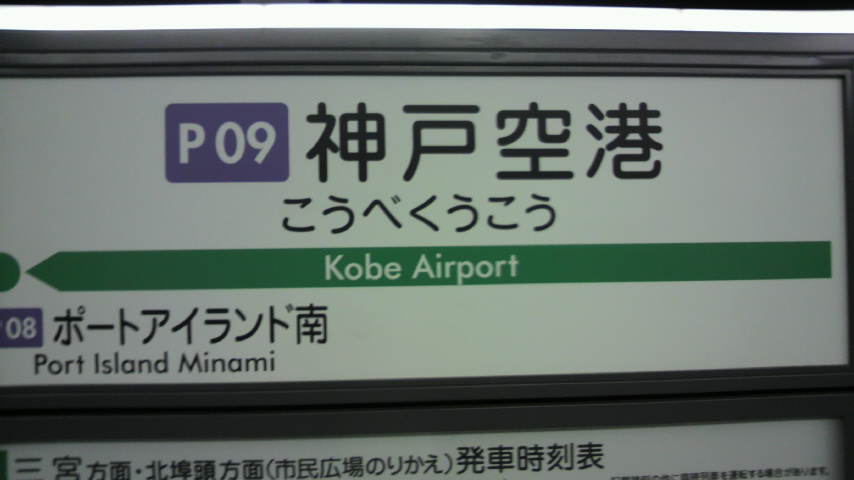 P09 神戸空港
こうべくうこう
Kobe Airport
08 ポートアイランド南
Port Island Minami
三宮方面・北埠頭方面(市民広場のりかえ)発車時刻表